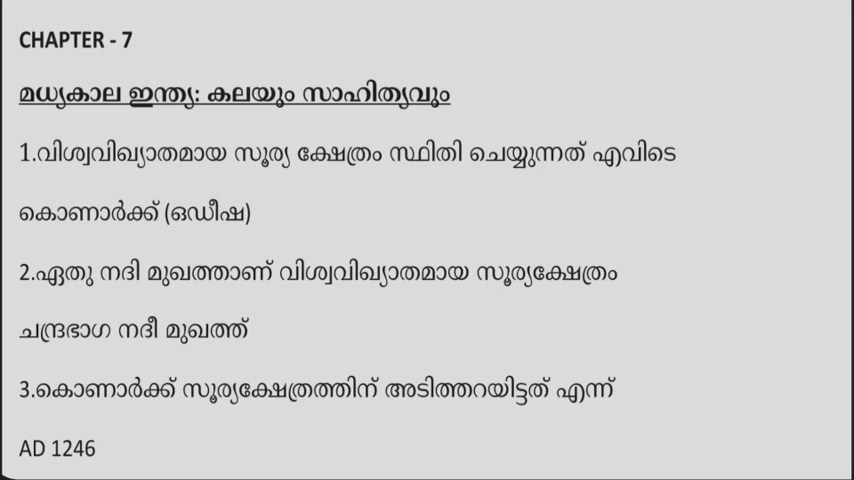 CHAPTER - 7
മധ്യകാല ഇന്ത്യ: കലയും സാഹിത്യവും
1.വിശ്വവിഖ്യാതമായ സൂര്യ ക്ഷേത്രം സ്ഥിതി ചെയ്യുന്നത് എവിടെ
കൊണാർക്ക് (ഒഡീഷ)
2.ഏതു നദി മുഖത്താണ് വിശ്വവിഖ്യാതമായ സൂര്യക്ഷേത്രം
ചന്ദ്രഭാഗ നദീ മുഖത്ത്
3.കൊണാർക്ക് സൂര്യക്ഷേത്രത്തിന് അടിത്തറയിട്ടത് എന്ന്
AD 1246